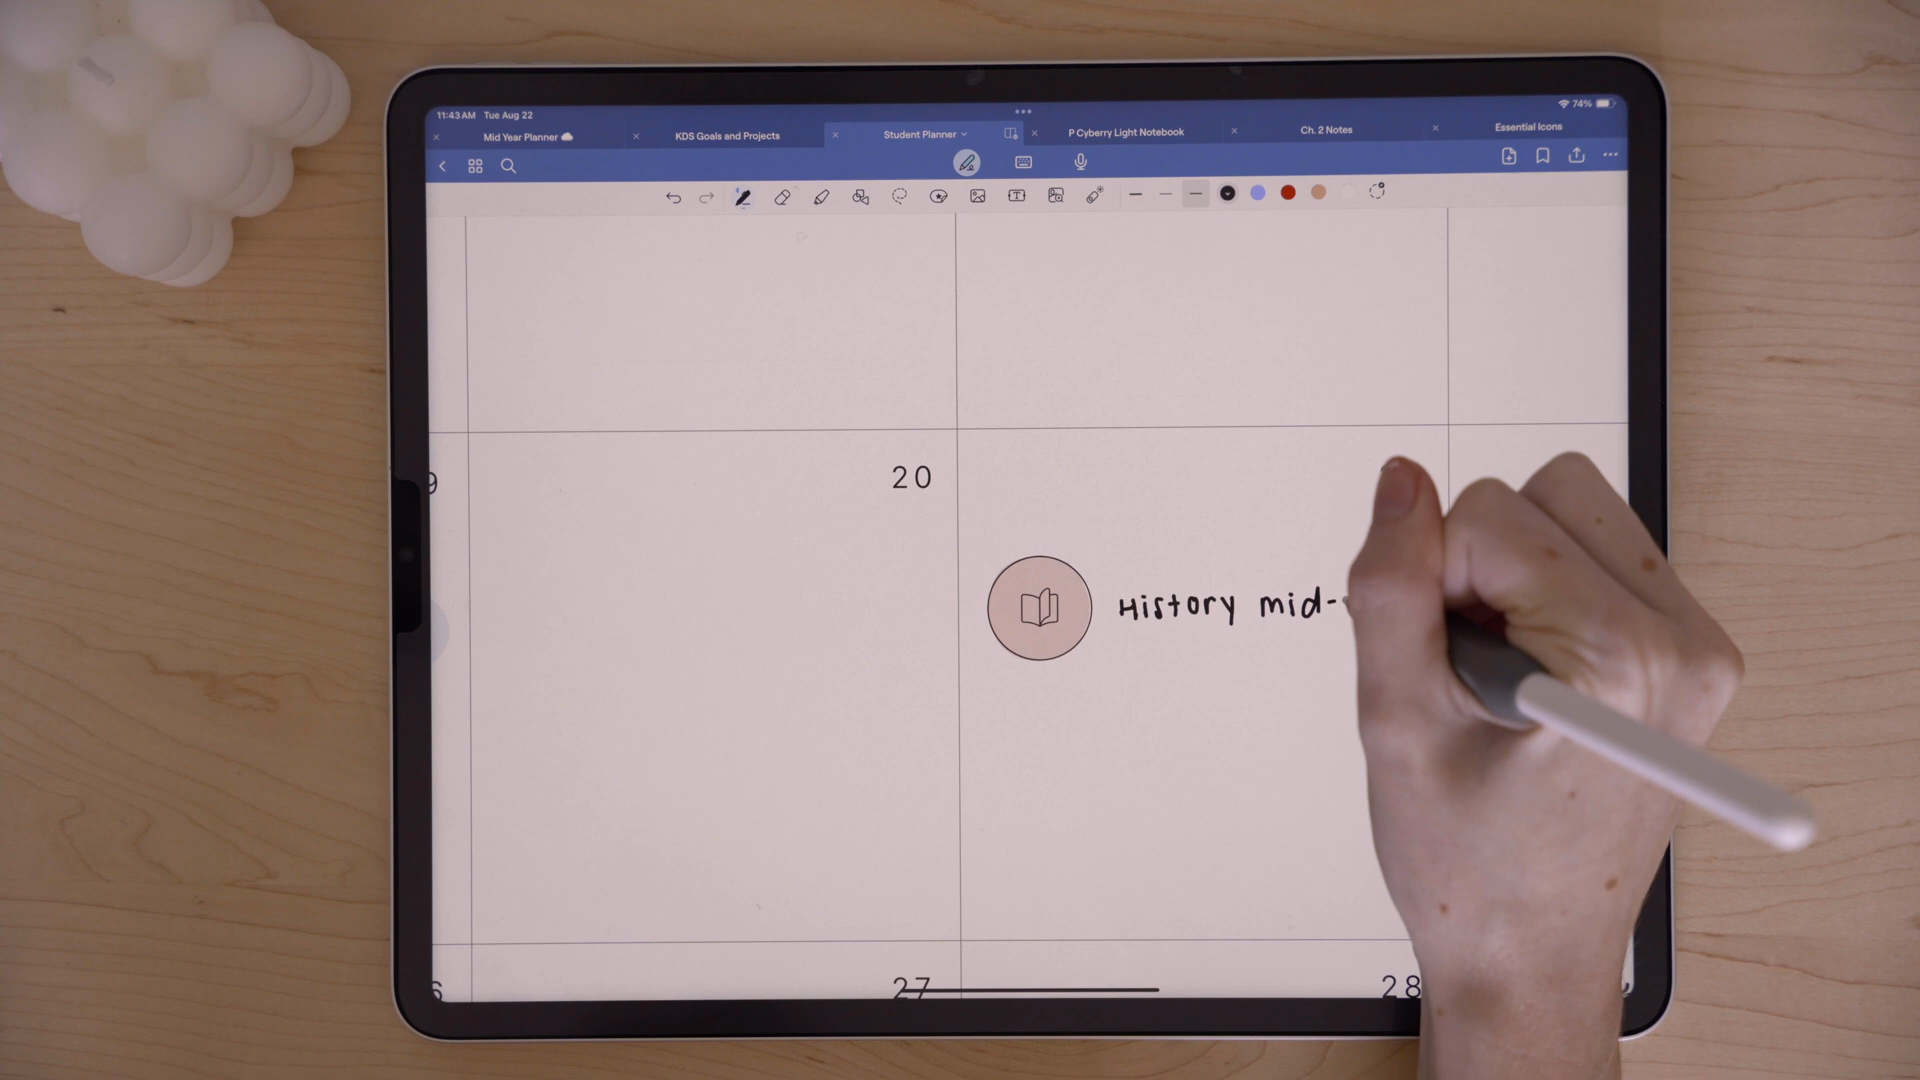 11:43 AM Tue Aug 22
74%
Mid Year Planner
KDS Goals and Projects
Student Planner
P Cyberry Light Notebook
Ch. 2 Notes
Essential Icons
20
History mid-
27
28